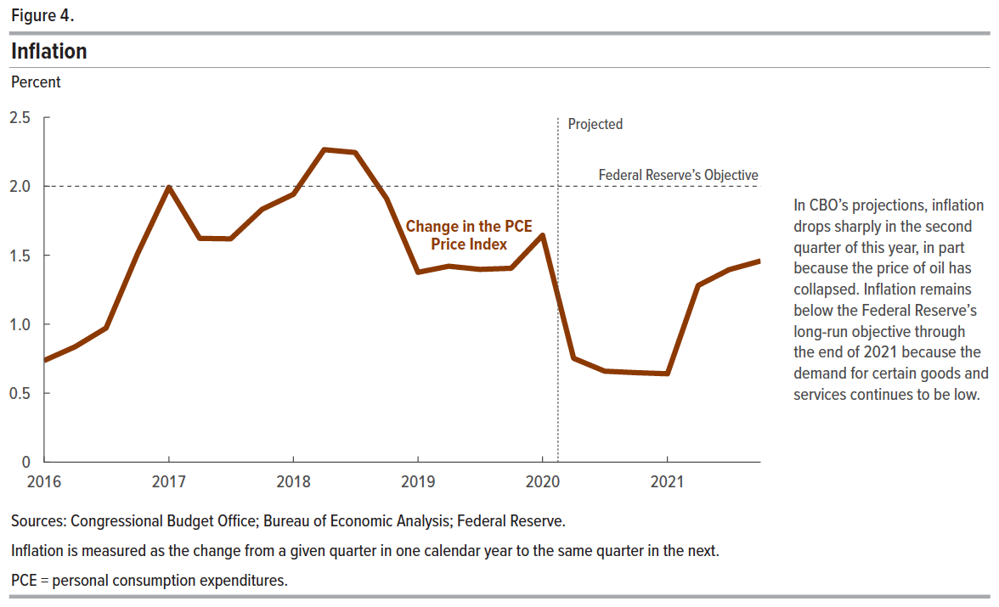 Figure 4.
Inflation
Percent
2.5
2.0
1.5
1.0
0.5
0
2016
2017
2018
2019
2020
2021
Projected
Federal Reserve’s Objective
Change in the PCE
Price Index
In CBO’s projections, inflation
drops sharply in the second
quarter of this year, in part
because the price of oil has
collapsed. Inflation remains
below the Federal Reserve’s
long-run objective through
the end of 2021 because the
demand for certain goods and
services continues to be low.
Sources: Congressional Budget Office; Bureau of Economic Analysis; Federal Reserve.
Inflation is measured as the change from a given quarter in one calendar year to the same quarter in the next.
PCE = personal consumption expenditures.